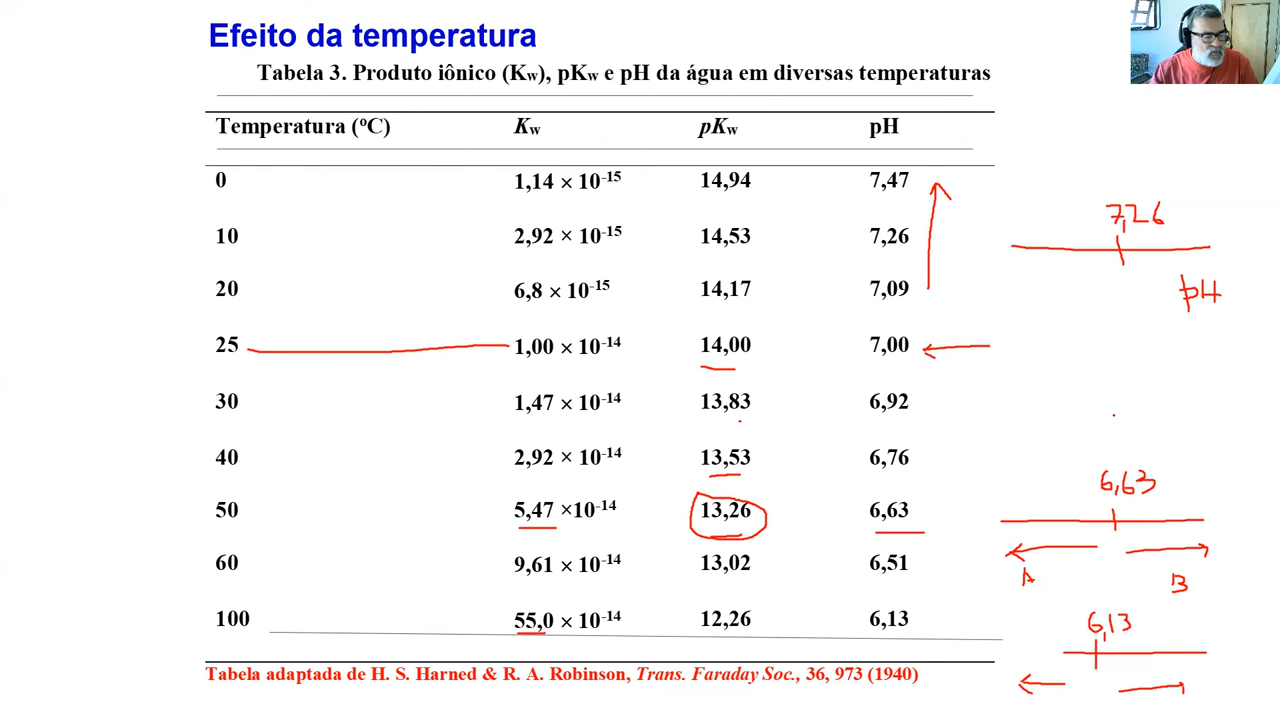 Efeito da temperatura
Tabela 3. Produto iônico (Kw), pKw e pH da água em diversas temperaturas
Temperatura (ºC) Kw pKw pH
0 1,14 × 10-15 14,94 7,47
10 2,92 × 10-15 14,53 7,26
20 6,8 × 10-15 14,17 7,09
25 1,00 × 10-14 14,00 7,00
30 1,47 × 10-14 13,83 6,92
40 2,92 × 10-14 13,53 6,76
50 5,47 ×10-14 13,26 6,63
60 9,61 × 10-14 13,02 6,51
100 55,0 × 10-14 12,26 6,13
Tabela adaptada de H. S. Harned & R. A. Robinson, Trans. Faraday Soc., 36, 973 (1940)
7,26
pH
6,63
A B
6,13